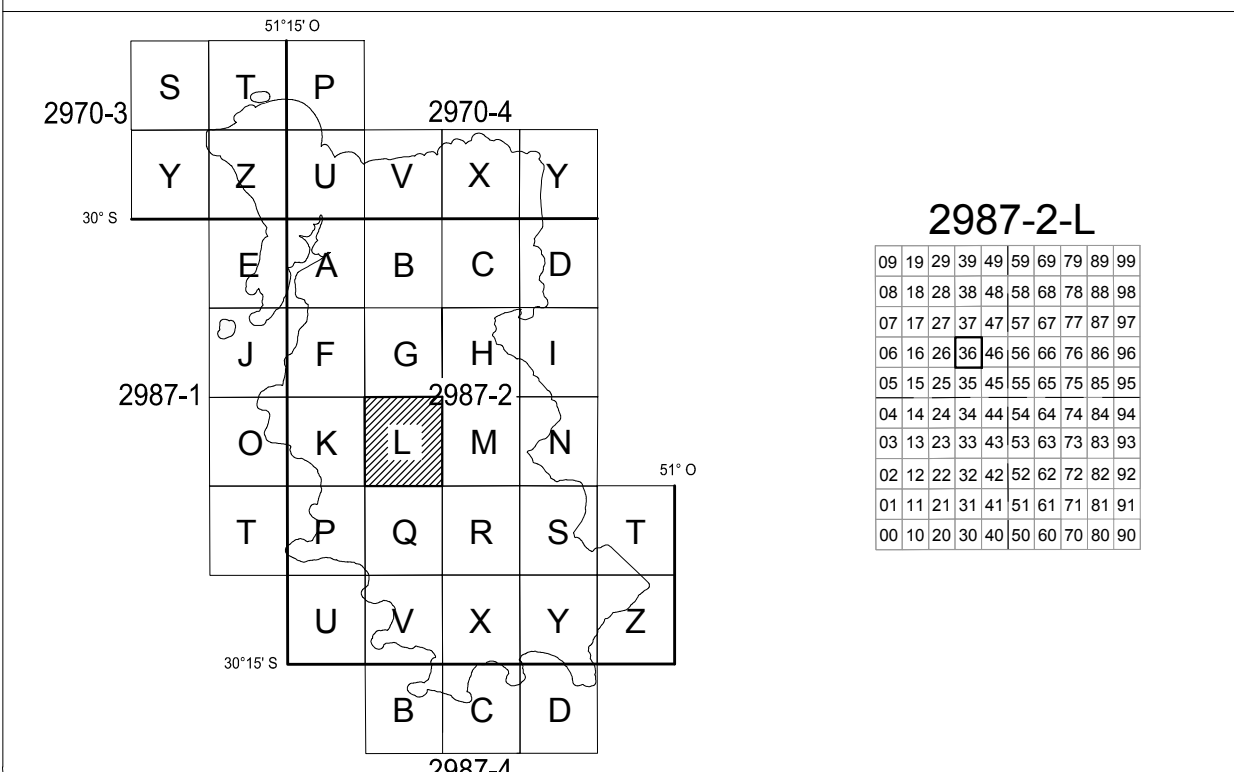 51°15' O
S T P
2970-3
2970-4
Y Z U V X Y
30° S
E A B C D
J F G H I
2987-1
2987-2
O K L M N
51° O
T P Q R S T
U V X Y Z
30°15' S
B C D
2987-4
2987-2-L
09 19 29 39 49 59 69 79 89 99
08 18 28 38 48 58 68 78 88 98
07 17 27 37 47 57 67 77 87 97
06 16 26 36 46 56 66 76 86 96
05 15 25 35 45 55 65 75 85 95
04 14 24 34 44 54 64 74 84 94
03 13 23 33 43 53 63 73 83 93
02 12 22 32 42 52 62 72 82 92
01 11 21 31 41 51 61 71 81 91
00 10 20 30 40 50 60 70 80 90